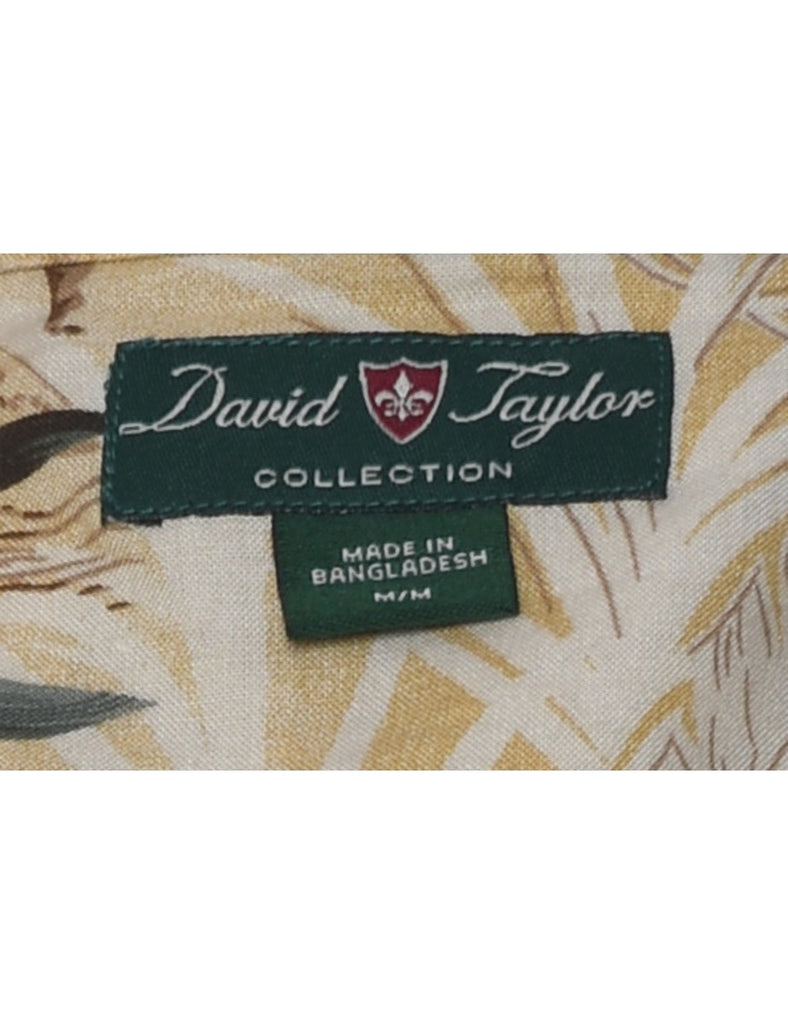 David Taylor
COLLECTION
MADE IN
BANGLADESH
M/M